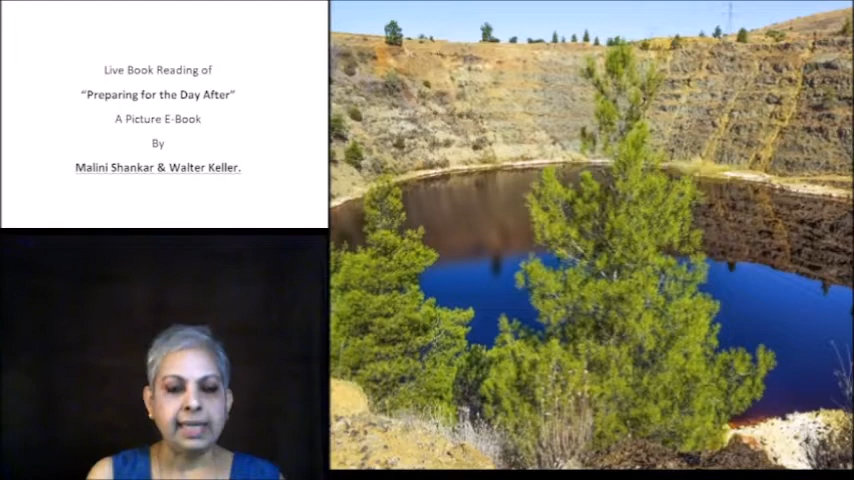 Live Book Reading of
“Preparing for the Day After”
A Picture E-Book
By
Malini Shankar & Walter Keller.